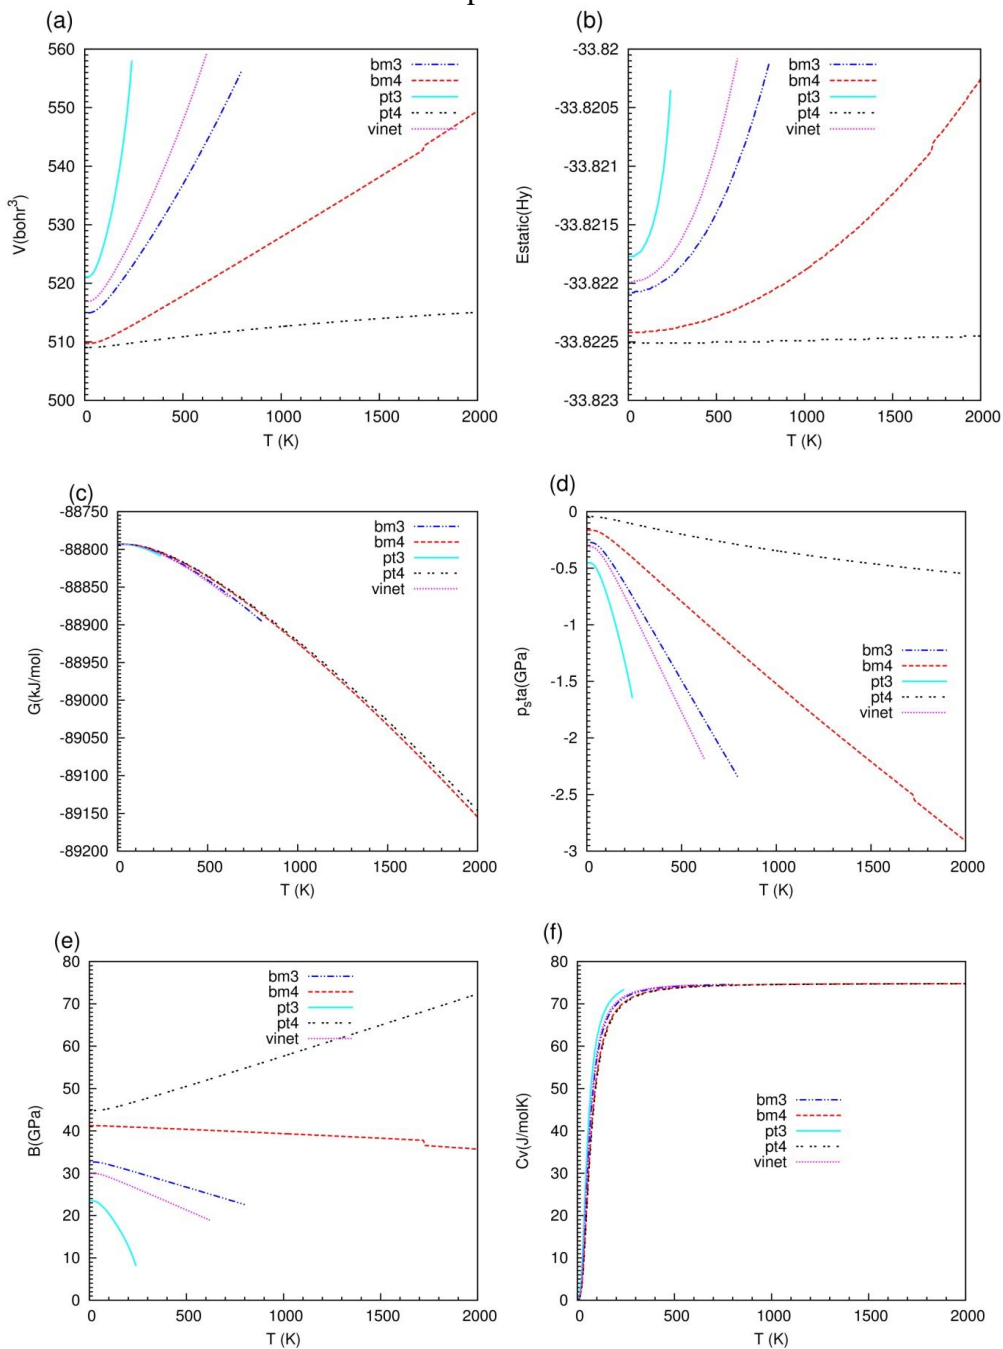 (a)
560
550
540
530
520
510
500
V(bohr³)
bm3
bm4
pt3
pt4
vinet
0 500 1000 1500 2000
T (K)
(b)
-33.82
-33.8205
-33.821
-33.8215
-33.822
-33.8225
-33.823
Estatic(Hy)
bm3
bm4
pt3
pt4
vinet
0 500 1000 1500 2000
T (K)
(c)
-88750
-88800
-88850
-88900
-88950
-89000
-89050
-89100
-89150
-89200
G(kJ/mol)
bm3
bm4
pt3
pt4
vinet
0 500 1000 1500 2000
T (K)
(d)
0
-0.5
-1
-1.5
-2
-2.5
-3
pₛta(GPa)
bm3
bm4
pt3
pt4
vinet
0 500 1000 1500 2000
T (K)
(e)
80
70
60
50
40
30
20
10
0
B(GPa)
bm3
bm4
pt3
pt4
vinet
0 500 1000 1500 2000
T (K)
(f)
80
70
60
50
40
30
20
10
0
Cv(J/molK)
bm3
bm4
pt3
pt4
vinet
0 500 1000 1500 2000
T (K)